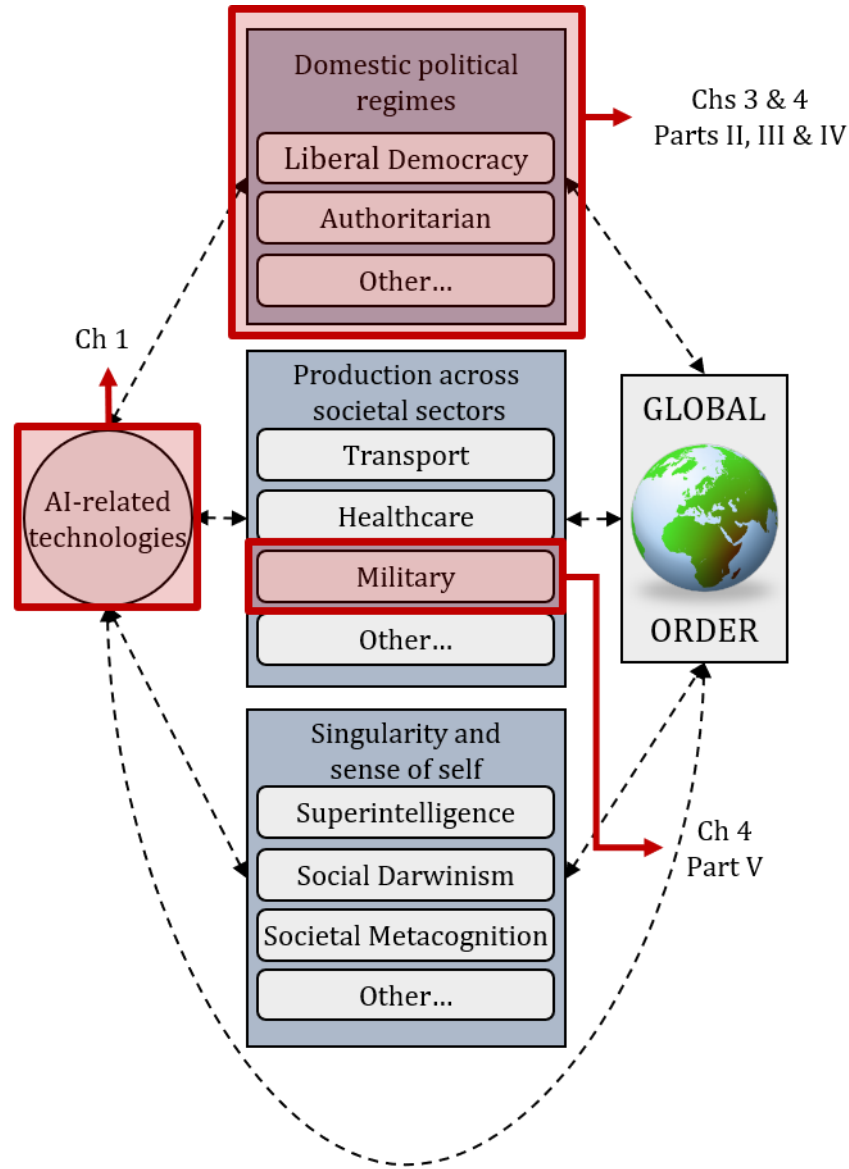 Domestic political
regimes
Liberal Democracy
Authoritarian
Other…
Chs 3 & 4
Parts II, III & IV
Ch 1
AI-related
technologies
Production across
societal sectors
Transport
Healthcare
Military
Other…
GLOBAL
ORDER
Singularity and
sense of self
Superintelligence
Social Darwinism
Societal Metacognition
Other…
Ch 4
Part V